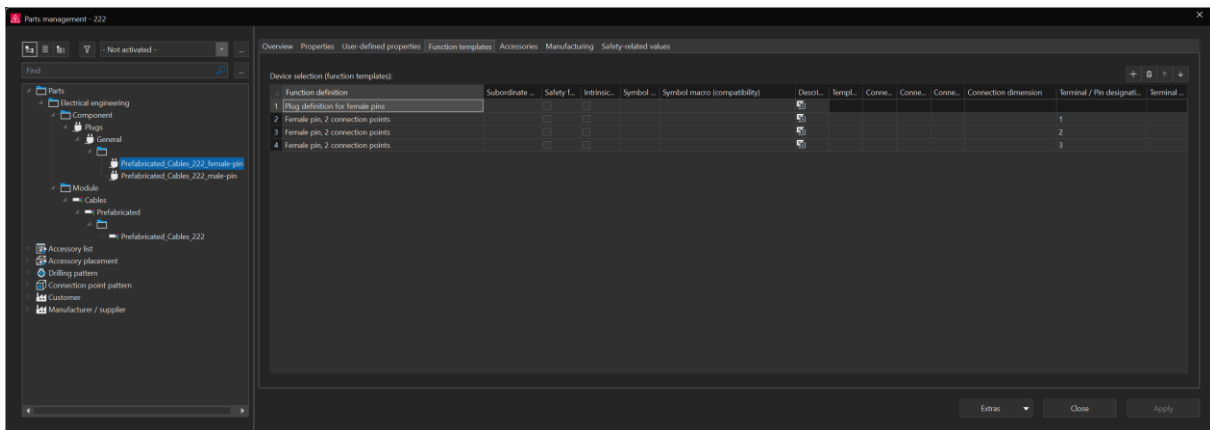 Parts management - 222
- Not activated -
...
Find
...
Parts
Electrical engineering
Component
Plugs
General
Prefabricated_Cables_222_female-pin
Prefabricated_Cables_222_male-pin
Module
Cables
Prefabricated
Prefabricated_Cables_222
Accessory list
Accessory placement
Drilling pattern
Connection point pattern
Customer
Manufacturer / supplier
Overview Properties User-defined properties Function templates Accessories Manufacturing Safety-related values
Device selection (function templates):
Function definition Subordinate ... Safety f... Intrinsic... Symbol ... Symbol macro (compatibility) Descri... Templ... Conne... Conne... Conne... Connection dimension Terminal / Pin designati... Terminal ...
1 Plug definition for female pins
2 Female pin, 2 connection points 1
3 Female pin, 2 connection points 2
4 Female pin, 2 connection points 3
Extras Close Apply